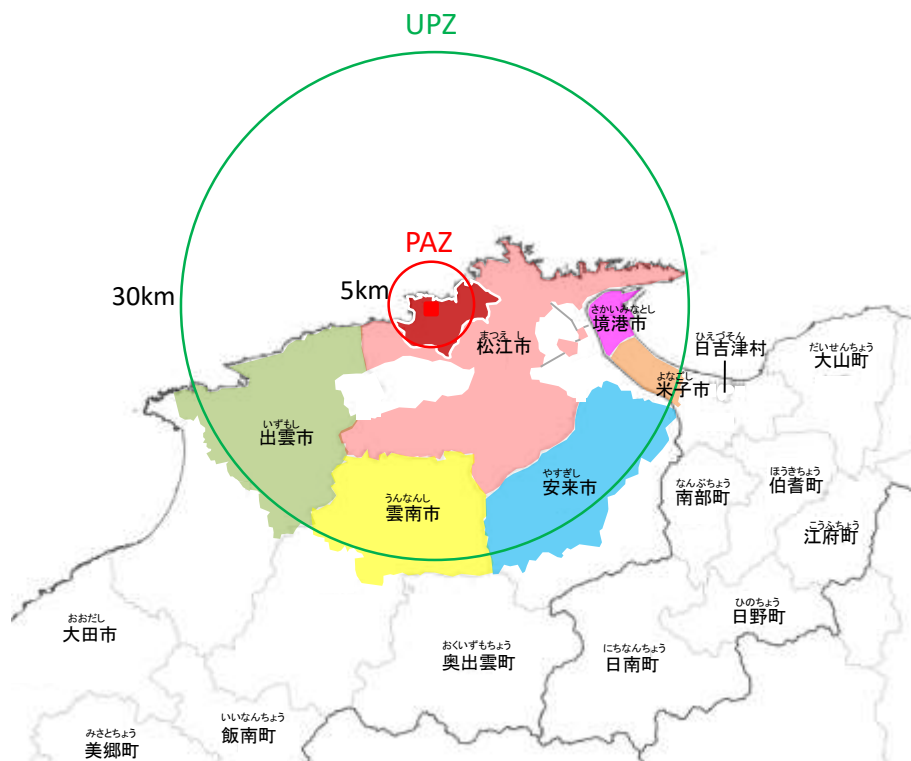 UPZ
PAZ
30km
5km
さかいみなとし
境港市
まつえ し
松江市
ひえづそん
日吉津村
だいせんちょう
大山町
よなごし
米子市
いずもし
出雲市
やすぎし
安来市
なんぶちょう
南部町
ほうきちょう
伯耆町
うんなんし
雲南市
こうふちょう
江府町
おおだし
大田市
ひのちょう
日野町
おくいずもちょう
奥出雲町
にちなんちょう
日南町
みさとちょう
美郷町
いいなんちょう
飯南町